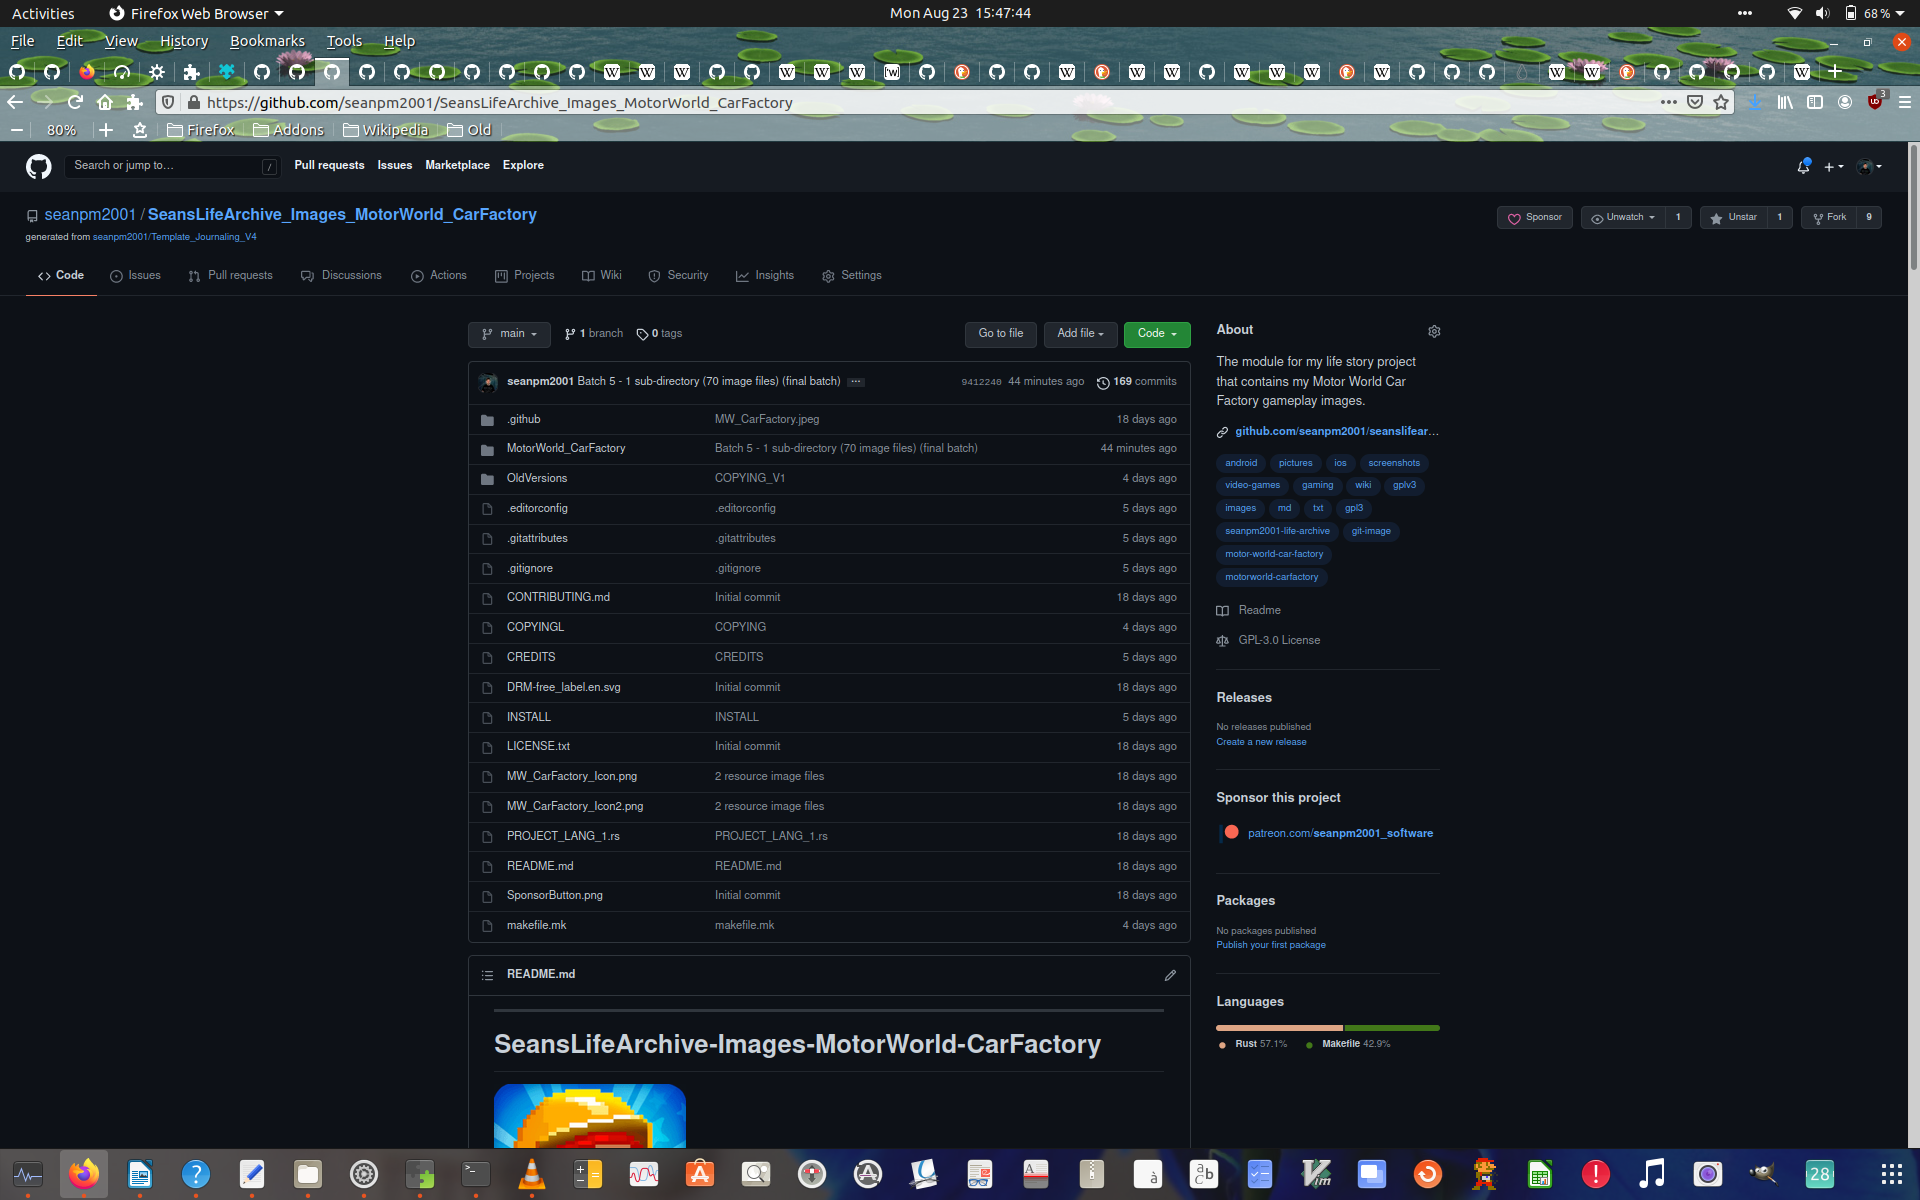 Activities Firefox Web Browser Mon Aug 23 15:47:44 68 %
File Edit View History Bookmarks Tools Help
https://github.com/seanpm2001/SeansLifeArchive_Images_MotorWorld_CarFactory 3
80% Firefox Addons Wikipedia Old
Search or jump to… / Pull requests Issues Marketplace Explore
seanpm2001 / SeansLifeArchive_Images_MotorWorld_CarFactory Sponsor Unwatch 1 Unstar 1 Fork 9
generated from seanpm2001/Template_Journaling_V4
Code Issues Pull requests Discussions Actions Projects Wiki Security Insights Settings
main 1 branch 0 tags Go to file Add file Code
seanpm2001 Batch 5 - 1 sub-directory (70 image files) (final batch) ... 9412240 44 minutes ago 169 commits
.github MW_CarFactory.jpeg 18 days ago
MotorWorld_CarFactory Batch 5 - 1 sub-directory (70 image files) (final batch) 44 minutes ago
OldVersions COPYING_V1 4 days ago
.editorconfig .editorconfig 5 days ago
.gitattributes .gitattributes 5 days ago
.gitignore .gitignore 5 days ago
CONTRIBUTING.md Initial commit 18 days ago
COPYINGL COPYING 4 days ago
CREDITS CREDITS 5 days ago
DRM-free_label.en.svg Initial commit 18 days ago
INSTALL INSTALL 5 days ago
LICENSE.txt Initial commit 18 days ago
MW_CarFactory_Icon.png 2 resource image files 18 days ago
MW_CarFactory_Icon2.png 2 resource image files 18 days ago
PROJECT_LANG_1.rs PROJECT_LANG_1.rs 18 days ago
README.md README.md 18 days ago
SponsorButton.png Initial commit 18 days ago
makefile.mk makefile.mk 4 days ago
README.md
SeansLifeArchive-Images-MotorWorld-CarFactory
About
The module for my life story project
that contains my Motor World Car
Factory gameplay images.
github.com/seanpm2001/seanslifear...
android pictures ios screenshots
video-games gaming wiki gplv3
images md txt gpl3
seanpm2001-life-archive git-image
motor-world-car-factory
motorworld-carfactory
Readme
GPL-3.0 License
Releases
No releases published
Create a new release
Sponsor this project
patreon.com/seanpm2001_software
Packages
No packages published
Publish your first package
Languages
Rust 57.1% Makefile 42.9%
28